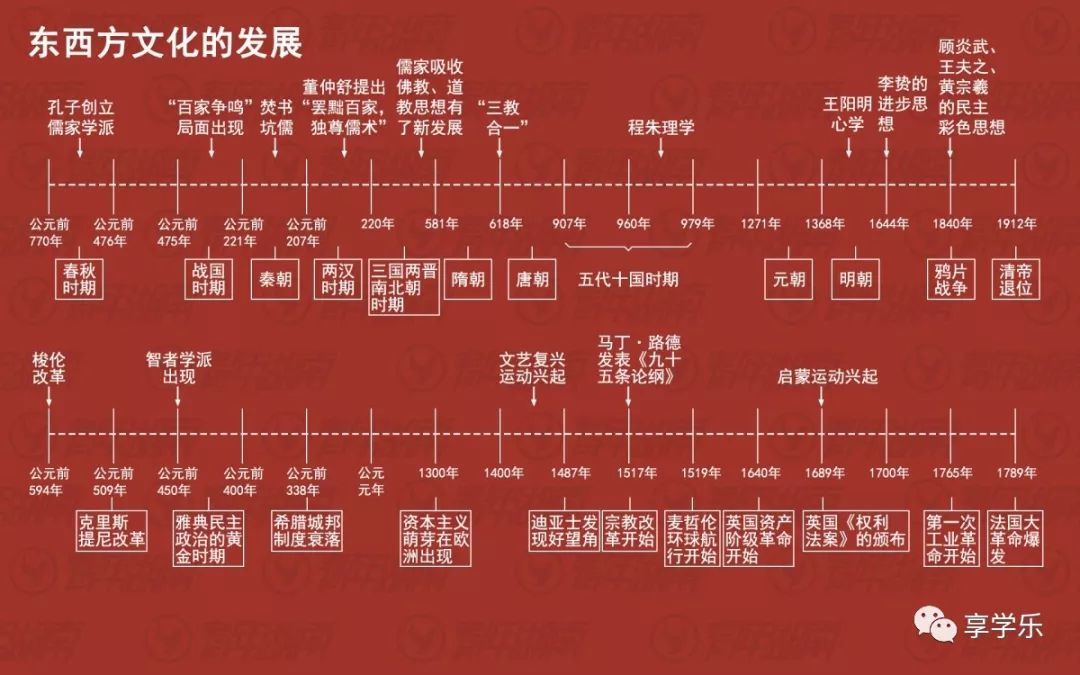 东西方文化的发展
孔子创立
儒家学派
“百家争鸣”
局面出现
焚书
坑儒
董仲舒提出
“罢黜百家，
独尊儒术”
儒家吸收
佛教、道
教思想有
了新发展
“三教
合一”
程朱理学
王阳明
心学
李贽的
进步思
想
顾炎武、
王夫之、
黄宗羲
的民主
彩色思想
公元前
770年
公元前
476年
公元前
475年
公元前
221年
公元前
207年
220年
581年
618年
907年
960年
979年
1271年
1368年
1644年
1840年
1912年
春秋
时期
战国
时期
秦朝
两汉
时期
三国两晋
南北朝
时期
隋朝
唐朝
五代十国时期
元朝
明朝
鸦片
战争
清帝
退位
梭伦
改革
智者学派
出现
文艺复兴
运动兴起
马丁·路德
发表《九十
五条论纲》
启蒙运动兴起
公元前
594年
公元前
509年
公元前
450年
公元前
400年
公元前
338年
公元
元年
1300年
1400年
1487年
1517年
1519年
1640年
1689年
1700年
1765年
1789年
克里斯
提尼改革
雅典民主
政治的黄
金时期
希腊城邦
制度衰落
资本主义
萌芽在欧
洲出现
迪亚士发
现好望角
宗教改
革开始
麦哲伦
环球航
行开始
英国资产
阶级革命
开始
英国《权利
法案》的颁布
第一次
工业革
命开始
法国大
革命爆
发
享学乐